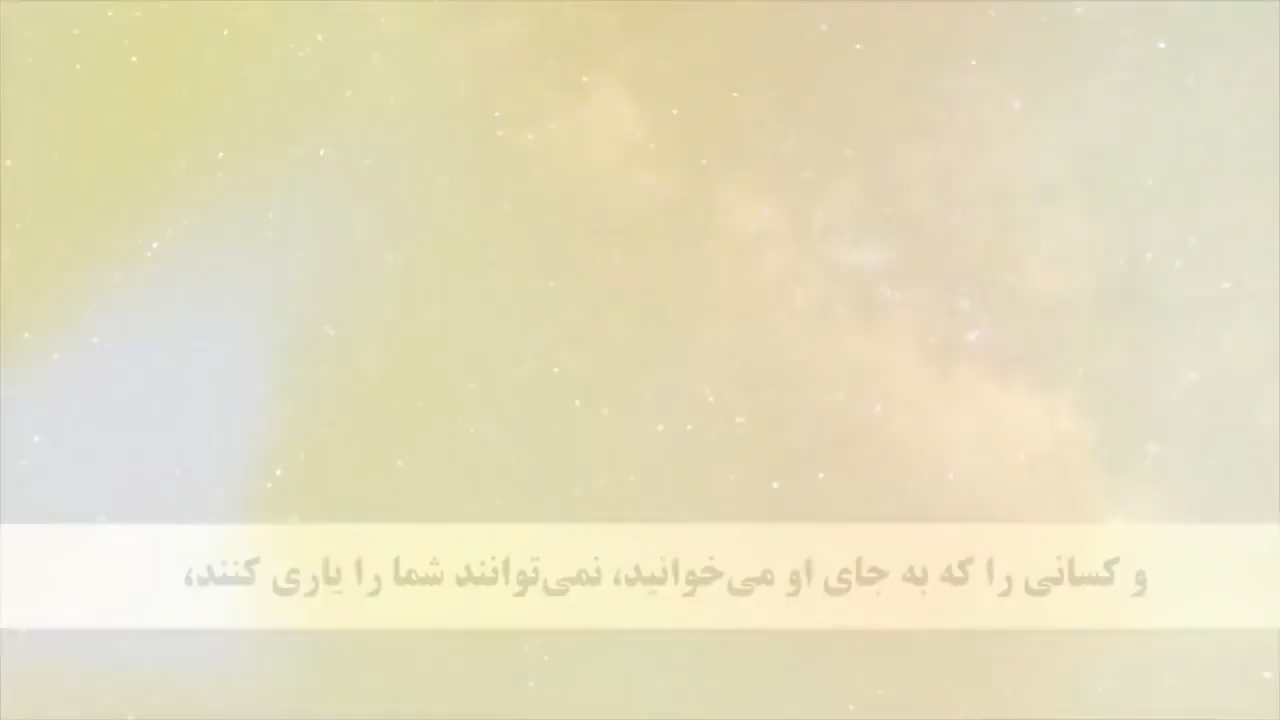 و کسانی را که به جای او می‌خوانید، نمی‌توانند شما را یاری کنند،